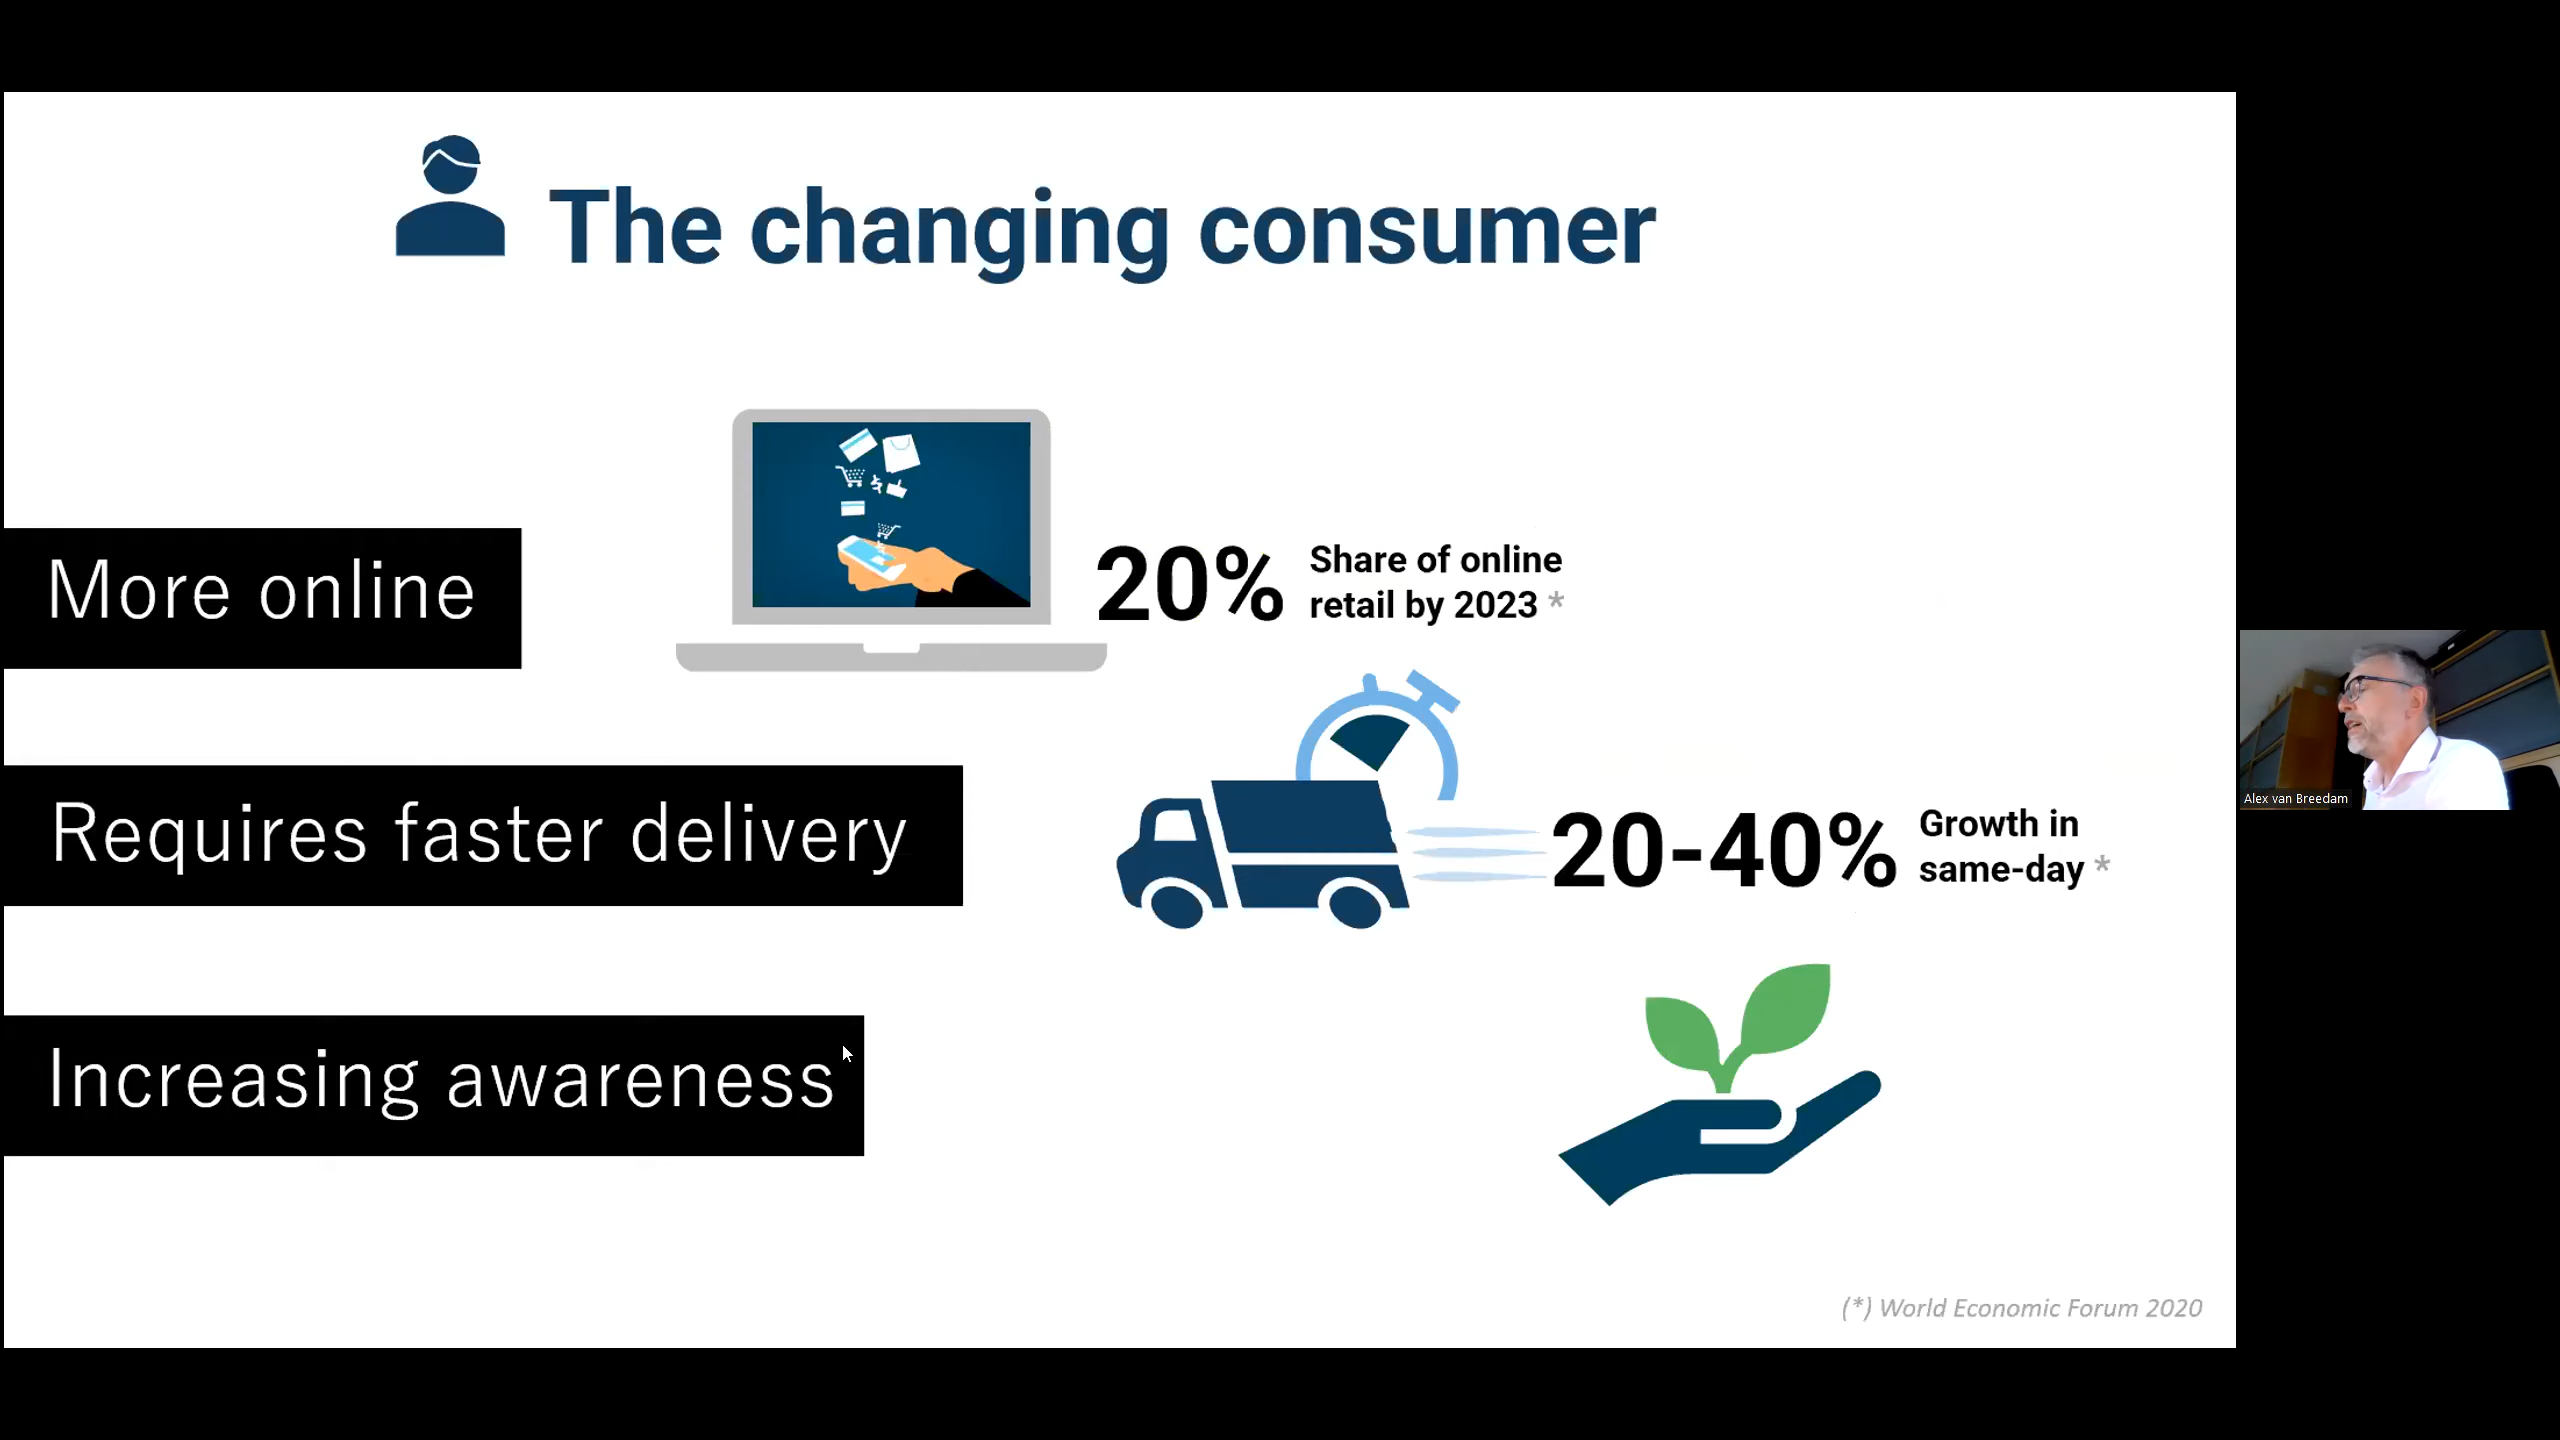 The changing consumer
More online
20%
Share of online
retail by 2023 *
Requires faster delivery
20-40%
Growth in
same-day *
Increasing awareness
Alex van Breedam
(*) World Economic Forum 2020